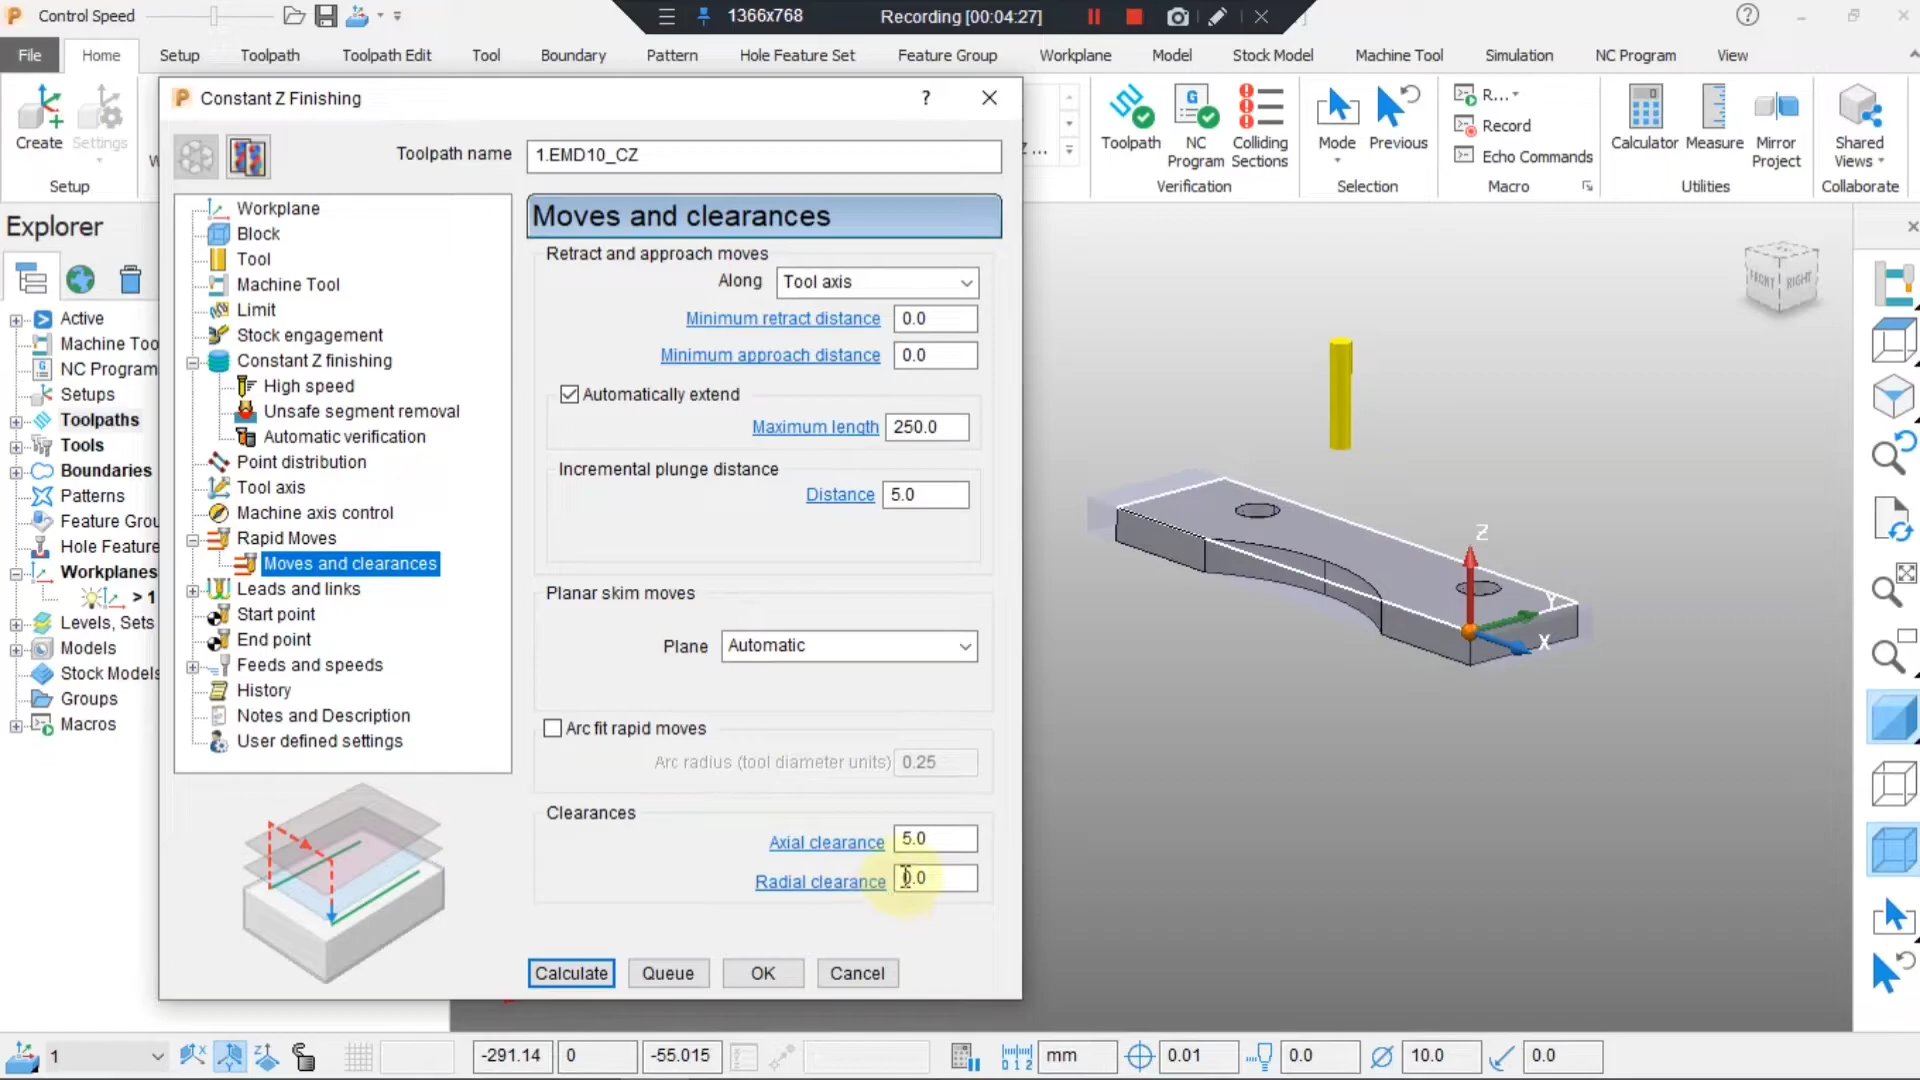 Control Speed
1366x768
Recording [00:04:27]
File
Home
Setup
Toolpath
Toolpath Edit
Tool
Boundary
Pattern
Hole Feature Set
Feature Group
Workplane
Model
Stock Model
Machine Tool
Simulation
NC Program
View
Create
Settings
Setup
Toolpath
NC Program
Colliding Sections
Verification
Mode
Previous
Selection
R...
Record
Echo Commands
Macro
Calculator
Measure
Mirror Project
Utilities
Shared Views
Collaborate
Constant Z Finishing
?
Toolpath name
1.EMD10_CZ
Explorer
Active
Machine Too
NC Program
Setups
Toolpaths
Tools
Boundaries
Patterns
Feature Grou
Hole Feature
Workplanes
> 1
Levels, Sets
Models
Stock Models
Groups
Macros
Workplane
Block
Tool
Machine Tool
Limit
Stock engagement
Constant Z finishing
High speed
Unsafe segment removal
Automatic verification
Point distribution
Tool axis
Machine axis control
Rapid Moves
Moves and clearances
Leads and links
Start point
End point
Feeds and speeds
History
Notes and Description
User defined settings
Moves and clearances
Retract and approach moves
Along
Tool axis
Minimum retract distance
0.0
Minimum approach distance
0.0
Automatically extend
Maximum length
250.0
Incremental plunge distance
Distance
5.0
Planar skim moves
Plane
Automatic
Arc fit rapid moves
Arc radius (tool diameter units)
0.25
Clearances
Axial clearance
5.0
Radial clearance
0.0
Calculate
Queue
OK
Cancel
FRONT
RIGHT
Z
Y
X
1
-291.14
0
-55.015
mm
0.01
0.0
10.0
0.0